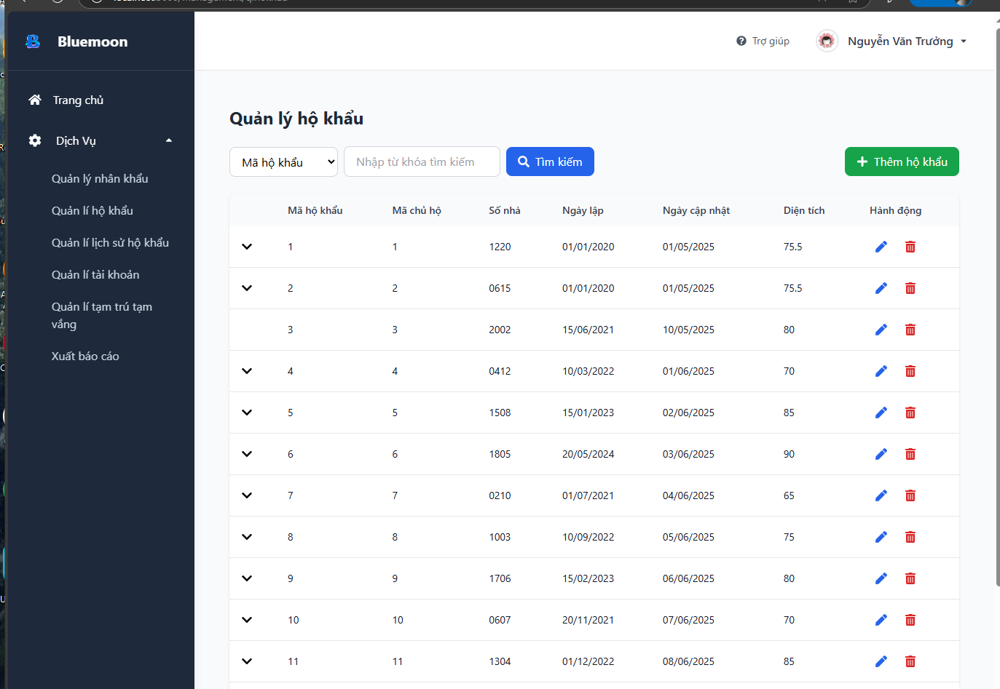 Bluemoon
Trợ giúp
Nguyễn Văn Trưởng
Trang chủ
Dịch Vụ
Quản lý nhân khẩu
Quản lí hộ khẩu
Quản lí lịch sử hộ khẩu
Quản lí tài khoản
Quản lí tạm trú tạm
vắng
Xuất báo cáo
Quản lý hộ khẩu
Mã hộ khẩu
Nhập từ khóa tìm kiếm
Tìm kiếm
Thêm hộ khẩu
Mã hộ khẩu Mã chủ hộ Số nhà Ngày lập Ngày cập nhật Diện tích Hành động
1 1 1220 01/01/2020 01/05/2025 75.5
2 2 0615 01/01/2020 01/05/2025 75.5
3 3 2002 15/06/2021 10/05/2025 80
4 4 0412 10/03/2022 01/06/2025 70
5 5 1508 15/01/2023 02/06/2025 85
6 6 1805 20/05/2024 03/06/2025 90
7 7 0210 01/07/2021 04/06/2025 65
8 8 1003 10/09/2022 05/06/2025 75
9 9 1706 15/02/2023 06/06/2025 80
10 10 0607 20/11/2021 07/06/2025 70
11 11 1304 01/12/2022 08/06/2025 85